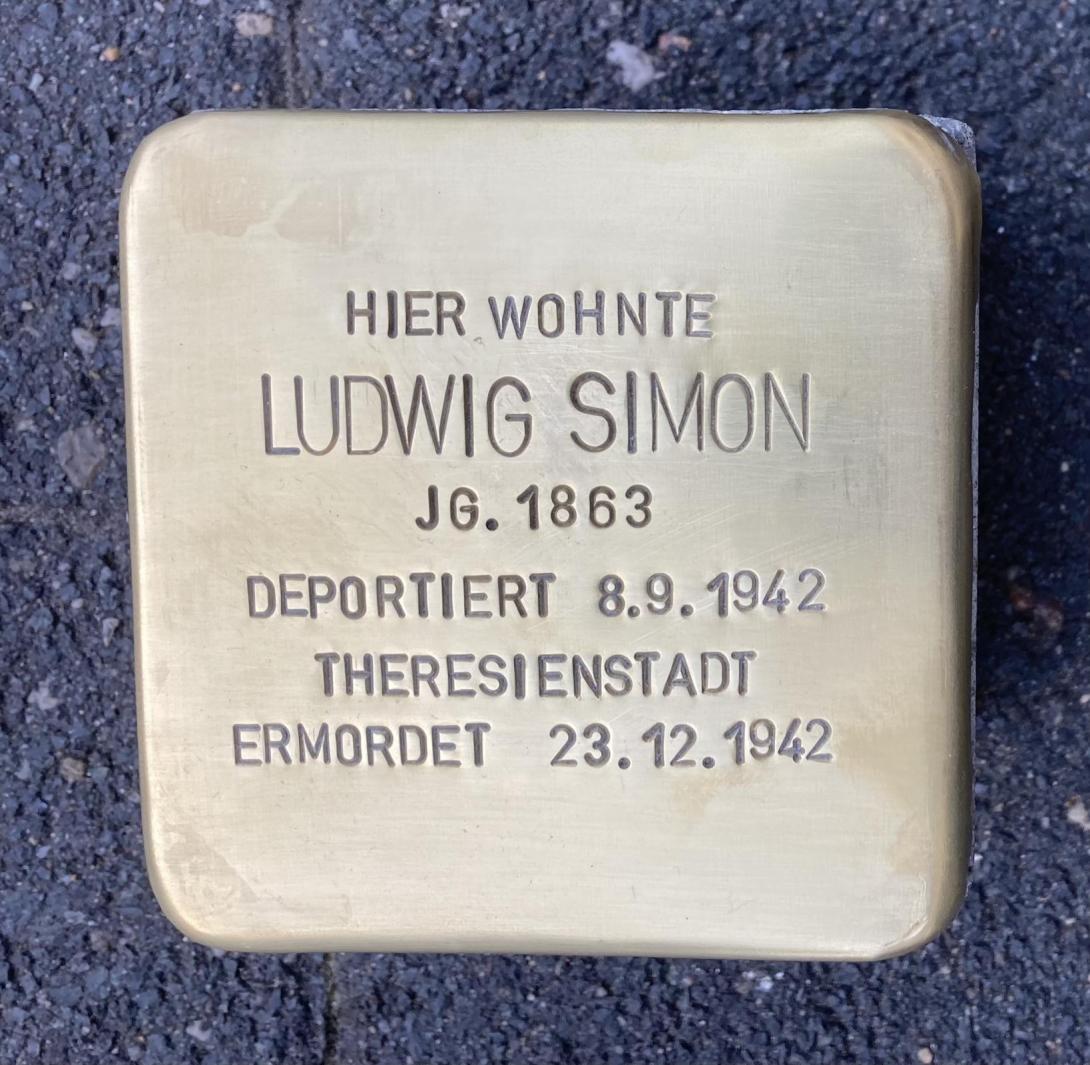 HIER WOHNTE
LUDWIG SIMON
JG. 1863
DEPORTIERT 8.9.1942
THERESIENSTADT
ERMORDET 23.12.1942